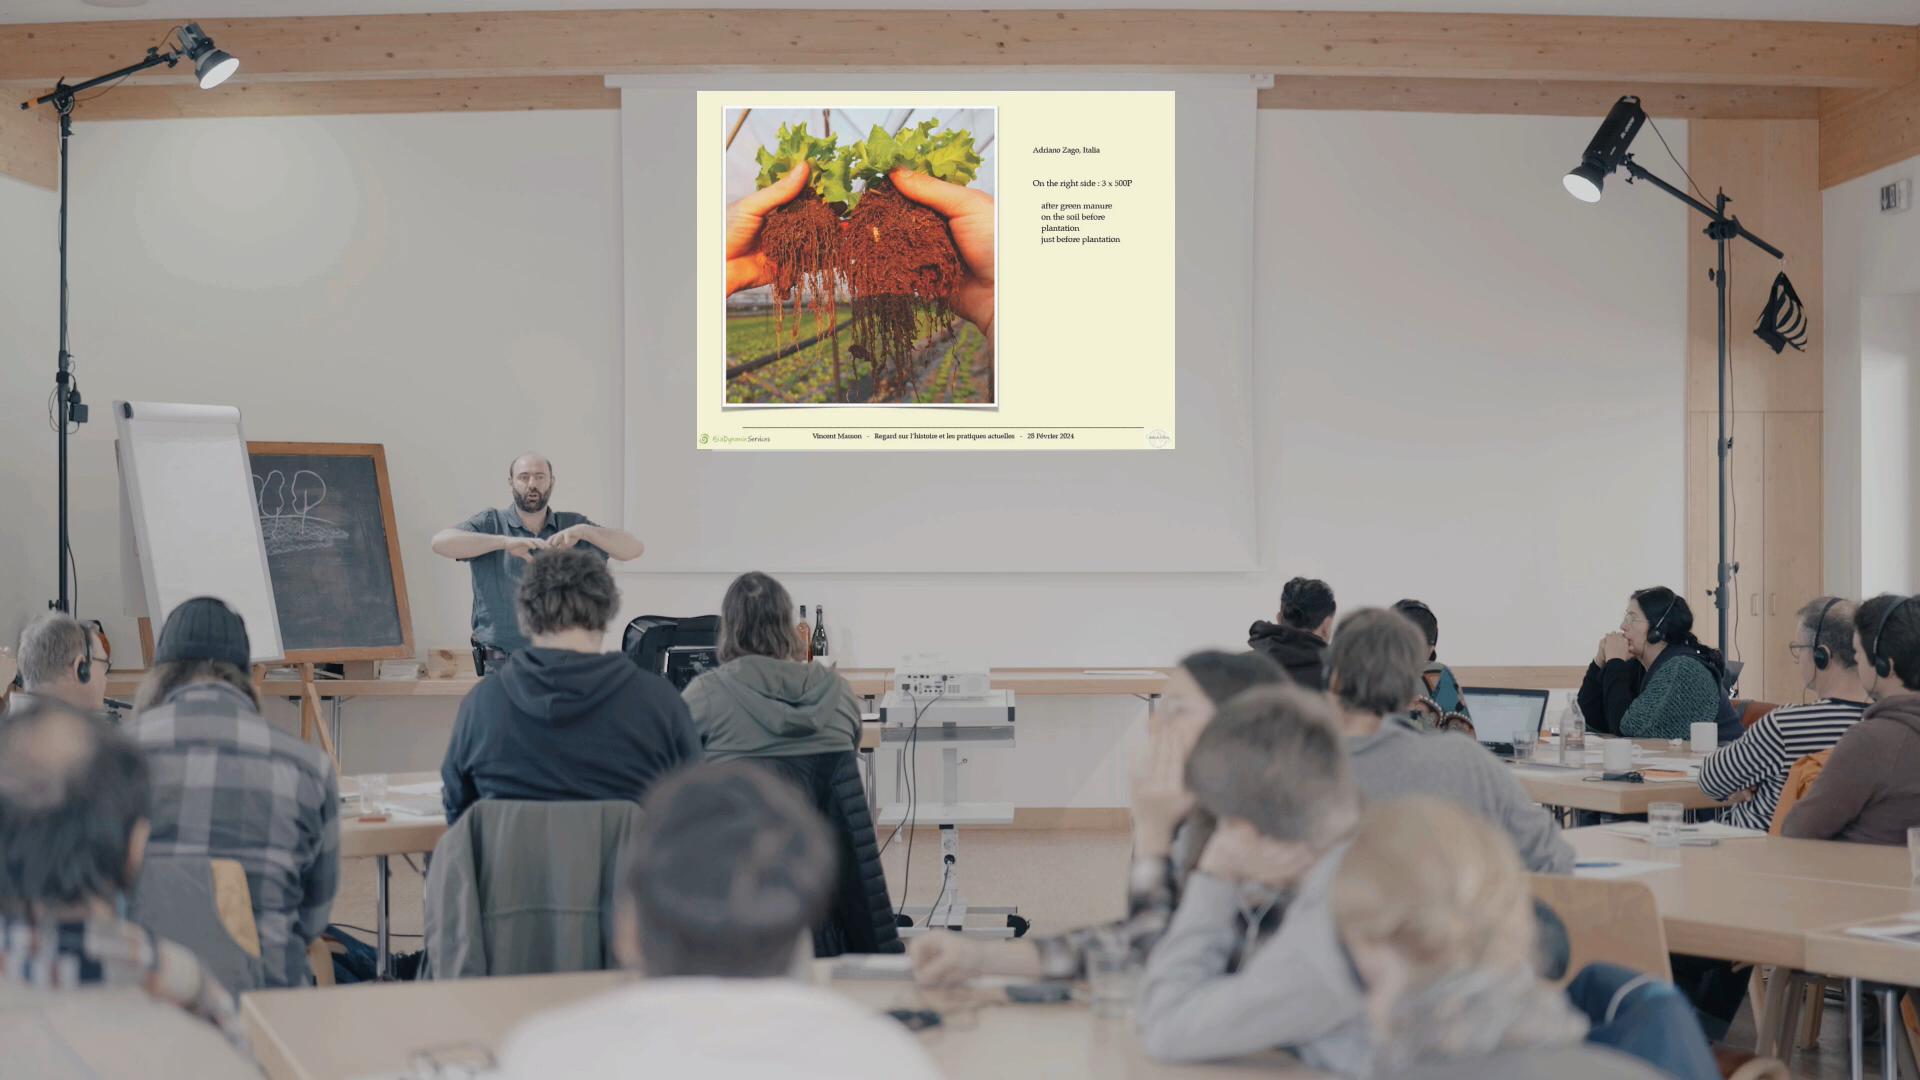 Adriano Zago, Italia
On the right side : 3 x 500P
after green manure
on the soil before
plantation
just before plantation
BioDynamie Services
Vincent Masson - Regard sur l'histoire et les pratiques actuelles - 28 Février 2024